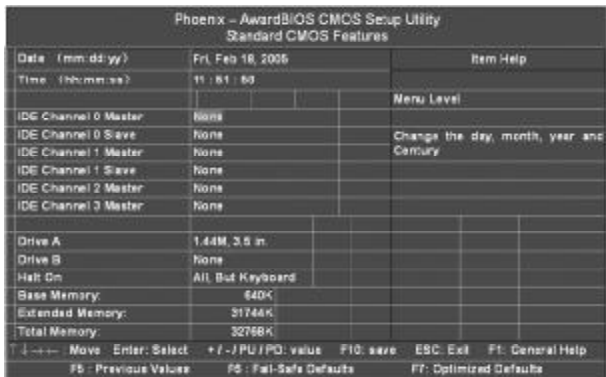 Phoenix – AwardBIOS CMOS Setup Utility
Standard CMOS Features
Date (mm:dd:yy) Fri, Feb 18, 2005 Item Help
Time (hh:mm:ss) 11 : 51 : 50
Menu Level
IDE Channel 0 Master None
IDE Channel 0 Slave None Change the day, month, year and
IDE Channel 1 Master None Century
IDE Channel 1 Slave None
IDE Channel 2 Master None
IDE Channel 3 Master None
Drive A 1.44M, 3.5 in.
Drive B None
Halt On All, But Keyboard
Base Memory: 640K
Extended Memory: 31744K
Total Memory: 32768K
↑↓→← Move Enter: Select +/-/PU/PD: value F10: save ESC: Exit F1: General Help
F5 : Previous Values F6 : Fail-Safe Defaults F7: Optimized Defaults